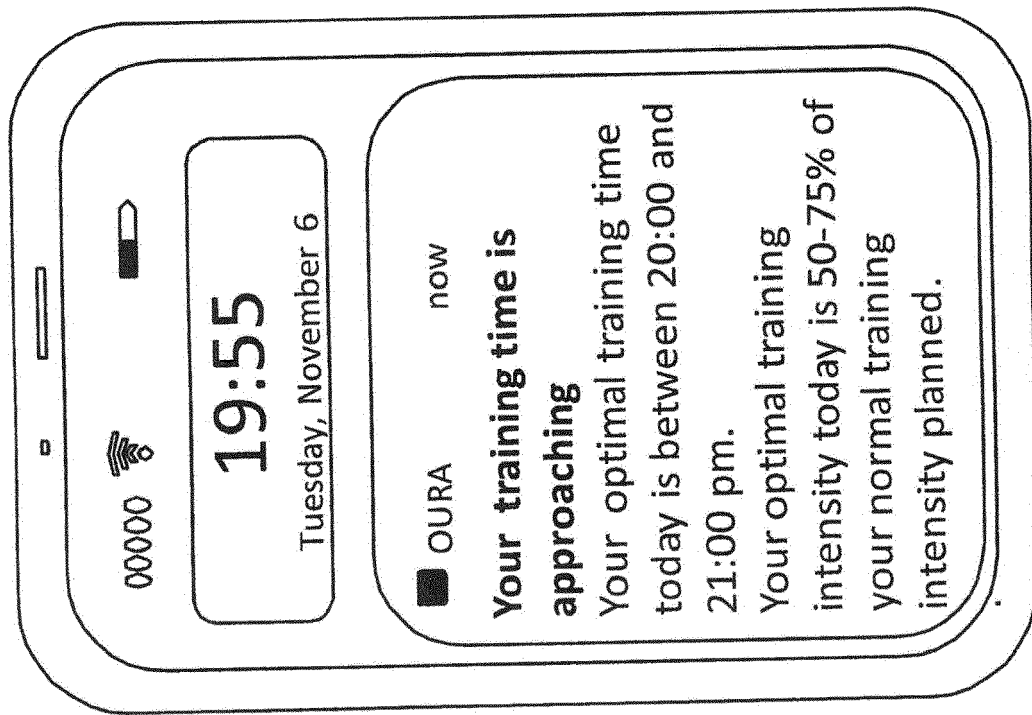 00000
19:55
Tuesday, November 6
OURA now
Your training time is
approaching
Your optimal training time
today is between 20:00 and
21:00 pm.
Your optimal training
intensity today is 50-75% of
your normal training
intensity planned.